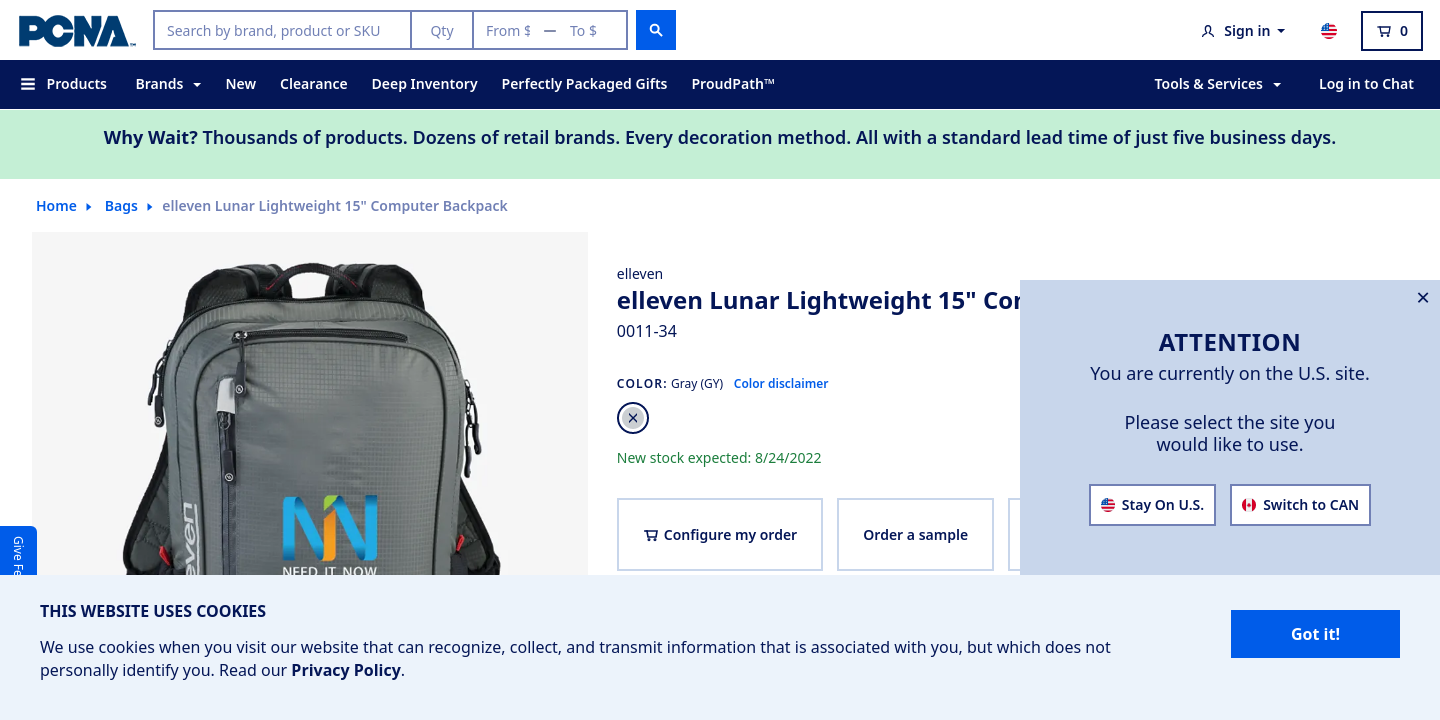 PCNA™
Search by brand, product or SKU
Qty
From $ — To $
Sign in
0
Products
Brands
New
Clearance
Deep Inventory
Perfectly Packaged Gifts
ProudPath™
Tools & Services
Log in to Chat
Why Wait? Thousands of products. Dozens of retail brands. Every decoration method. All with a standard lead time of just five business days.
Home
Bags
elleven Lunar Lightweight 15" Computer Backpack
elleven
elleven Lunar Lightweight 15"
0011-34
COLOR: Gray (GY) Color disclaimer
New stock expected: 8/24/2022
Configure my order
Order a sample
NEED IT NOW
Give
ATTENTION
You are currently on the U.S. site.
Please select the site you
would like to use.
Stay On U.S.
Switch to CAN
THIS WEBSITE USES COOKIES
We use cookies when you visit our website that can recognize, collect, and transmit information that is associated with you, but which does not
personally identify you. Read our Privacy Policy.
Got it!